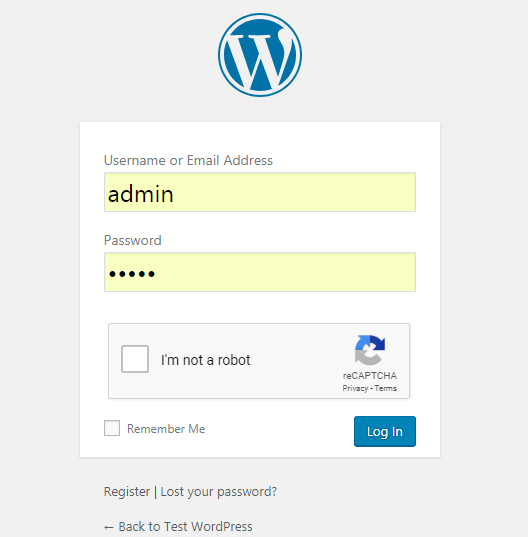 Username or Email Address
admin
Password
•••••
I'm not a robot
reCAPTCHA
Privacy - Terms
Remember Me
Log In
Register | Lost your password?
← Back to Test WordPress